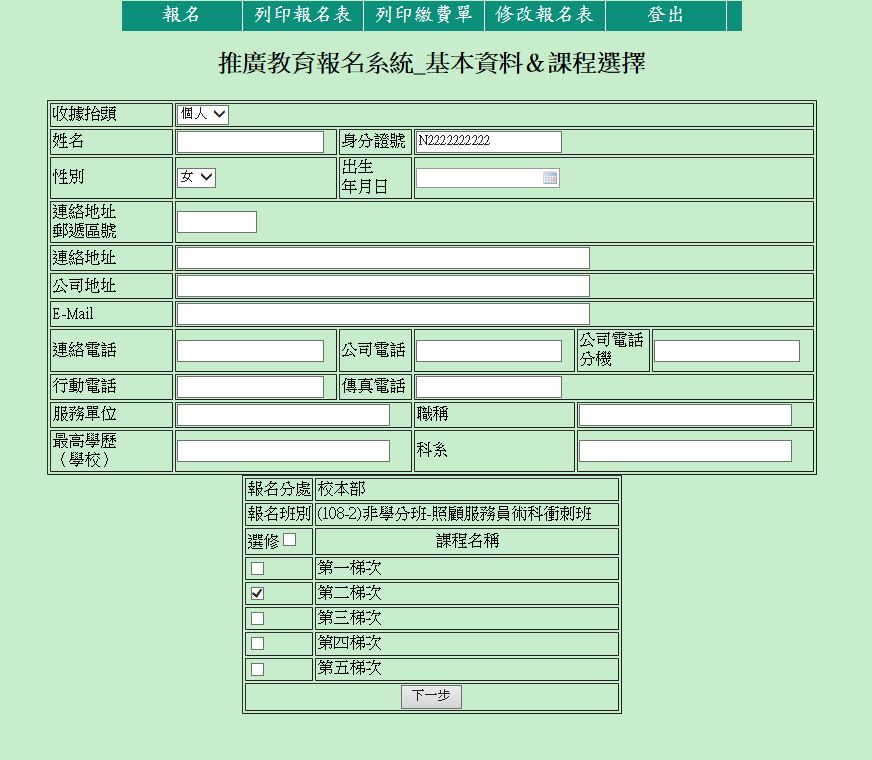 報名 列印報名表 列印繳費單 修改報名表 登出
推廣教育報名系統_基本資料＆課程選擇
收據抬頭 個人
姓名 身分證號 N2222222222
性別 女 出生
年月日
連絡地址
郵遞區號
連絡地址
公司地址
E-Mail
連絡電話 公司電話 公司電話
分機
行動電話 傳真電話
服務單位 職稱
最高學歷
（學校） 科系
報名分處 校本部
報名班別 (108-2)非學分班-照顧服務員術科衝刺班
選修 課程名稱
第一梯次
第二梯次
第三梯次
第四梯次
第五梯次
下一步